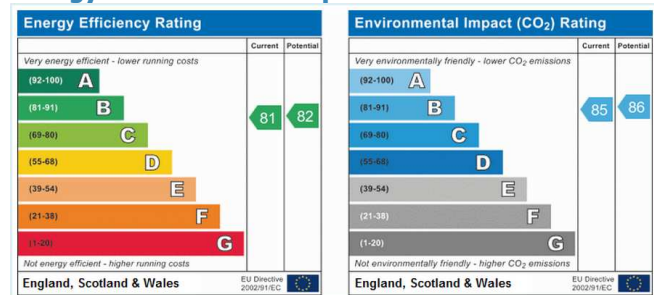 Energy Efficiency Rating
Current Potential
Very energy efficient - lower running costs
(92-100) A
(81-91) B
81 82
(69-80) C
(55-68) D
(39-54) E
(21-38) F
(1-20) G
Not energy efficient - higher running costs
England, Scotland & Wales
EU Directive
2002/91/EC
Environmental Impact (CO2) Rating
Current Potential
Very environmentally friendly - lower CO2 emissions
(92-100) A
(81-91) B
85 86
(69-80) C
(55-68) D
(39-54) E
(21-38) F
(1-20) G
Not environmentally friendly - higher CO2 emissions
England, Scotland & Wales
EU Directive
2002/91/EC